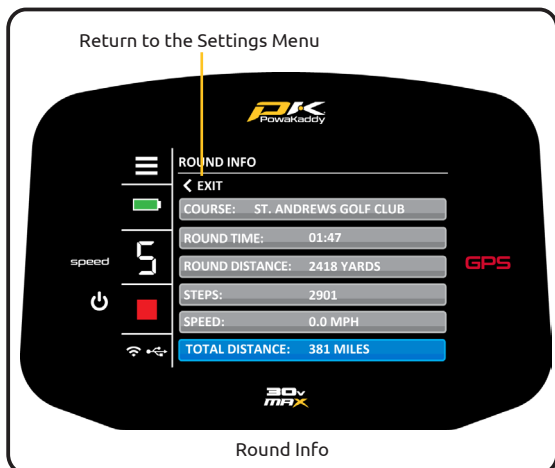 Return to the Settings Menu
PK
PowaKaddy
ROUND INFO
< EXIT
COURSE: ST. ANDREWS GOLF CLUB
ROUND TIME: 01:47
ROUND DISTANCE: 2418 YARDS
STEPS: 2901
SPEED: 0.0 MPH
TOTAL DISTANCE: 381 MILES
speed
5
GPS
30v
MAX
Round Info